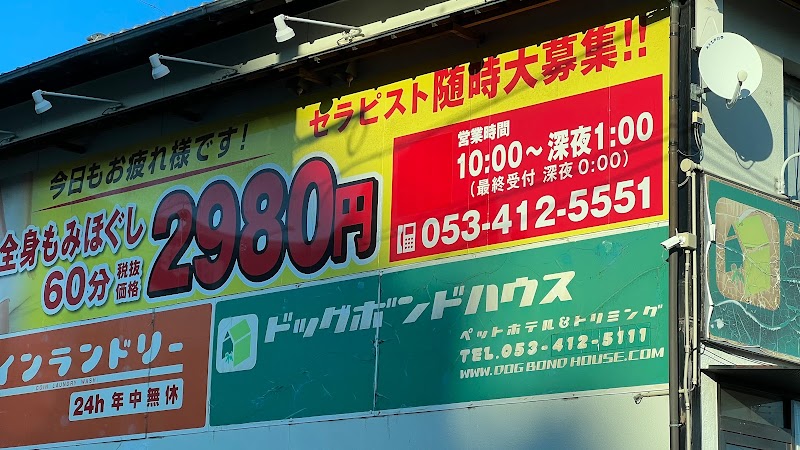 今日もお疲れ様です!
セラピスト随時大募集!!
全身もみほぐし
60分 税抜価格 2980円
営業時間
10:00～深夜1:00
(最終受付 深夜0:00)
053-412-5551
インランドリー
COIN LAUNDRY WASH
24h 年中無休
ドッグボンドハウス
ペットホテル&トリミング
TEL.053-412-5111
WWW.DOGBONDHOUSE.COM